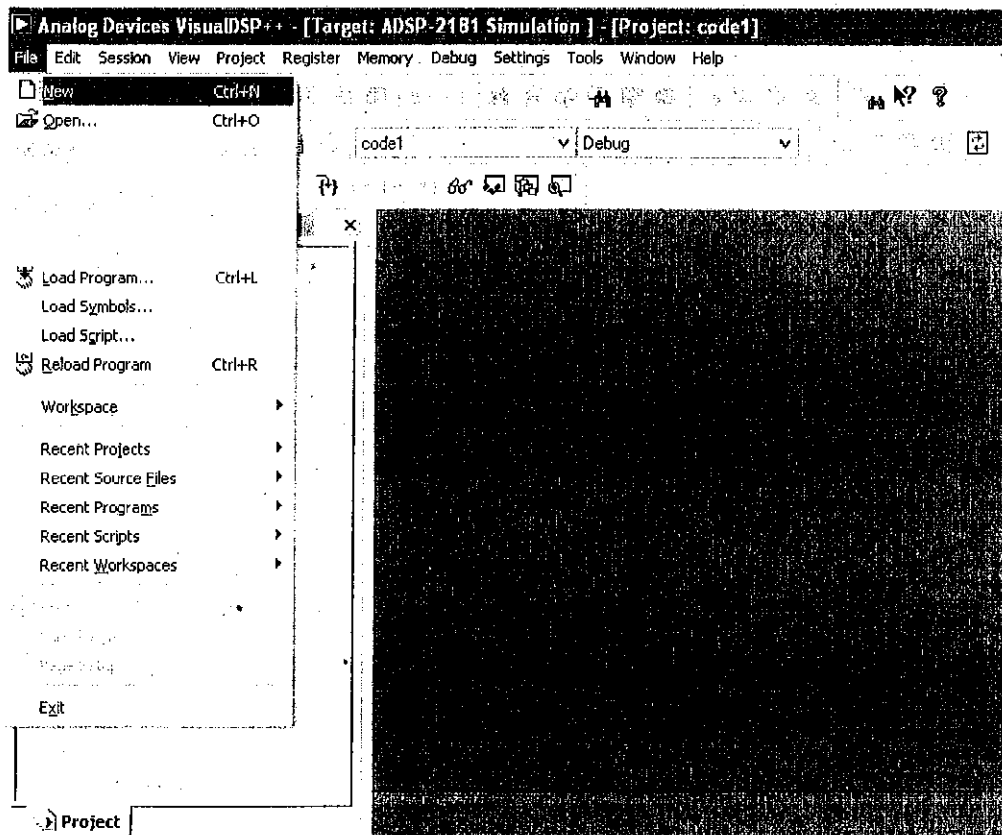 Analog Devices VisualDSP++ - [Target: ADSP-2181 Simulation ] - [Project: code1]
File Edit Session View Project Register Memory Debug Settings Tools Window Help
New Ctrl+N
Open... Ctrl+O
code1 Debug
Load Program... Ctrl+L
Load Symbols...
Load Script...
Reload Program Ctrl+R
Workspace
Recent Projects
Recent Source Files
Recent Programs
Recent Scripts
Recent Workspaces
Exit
Project